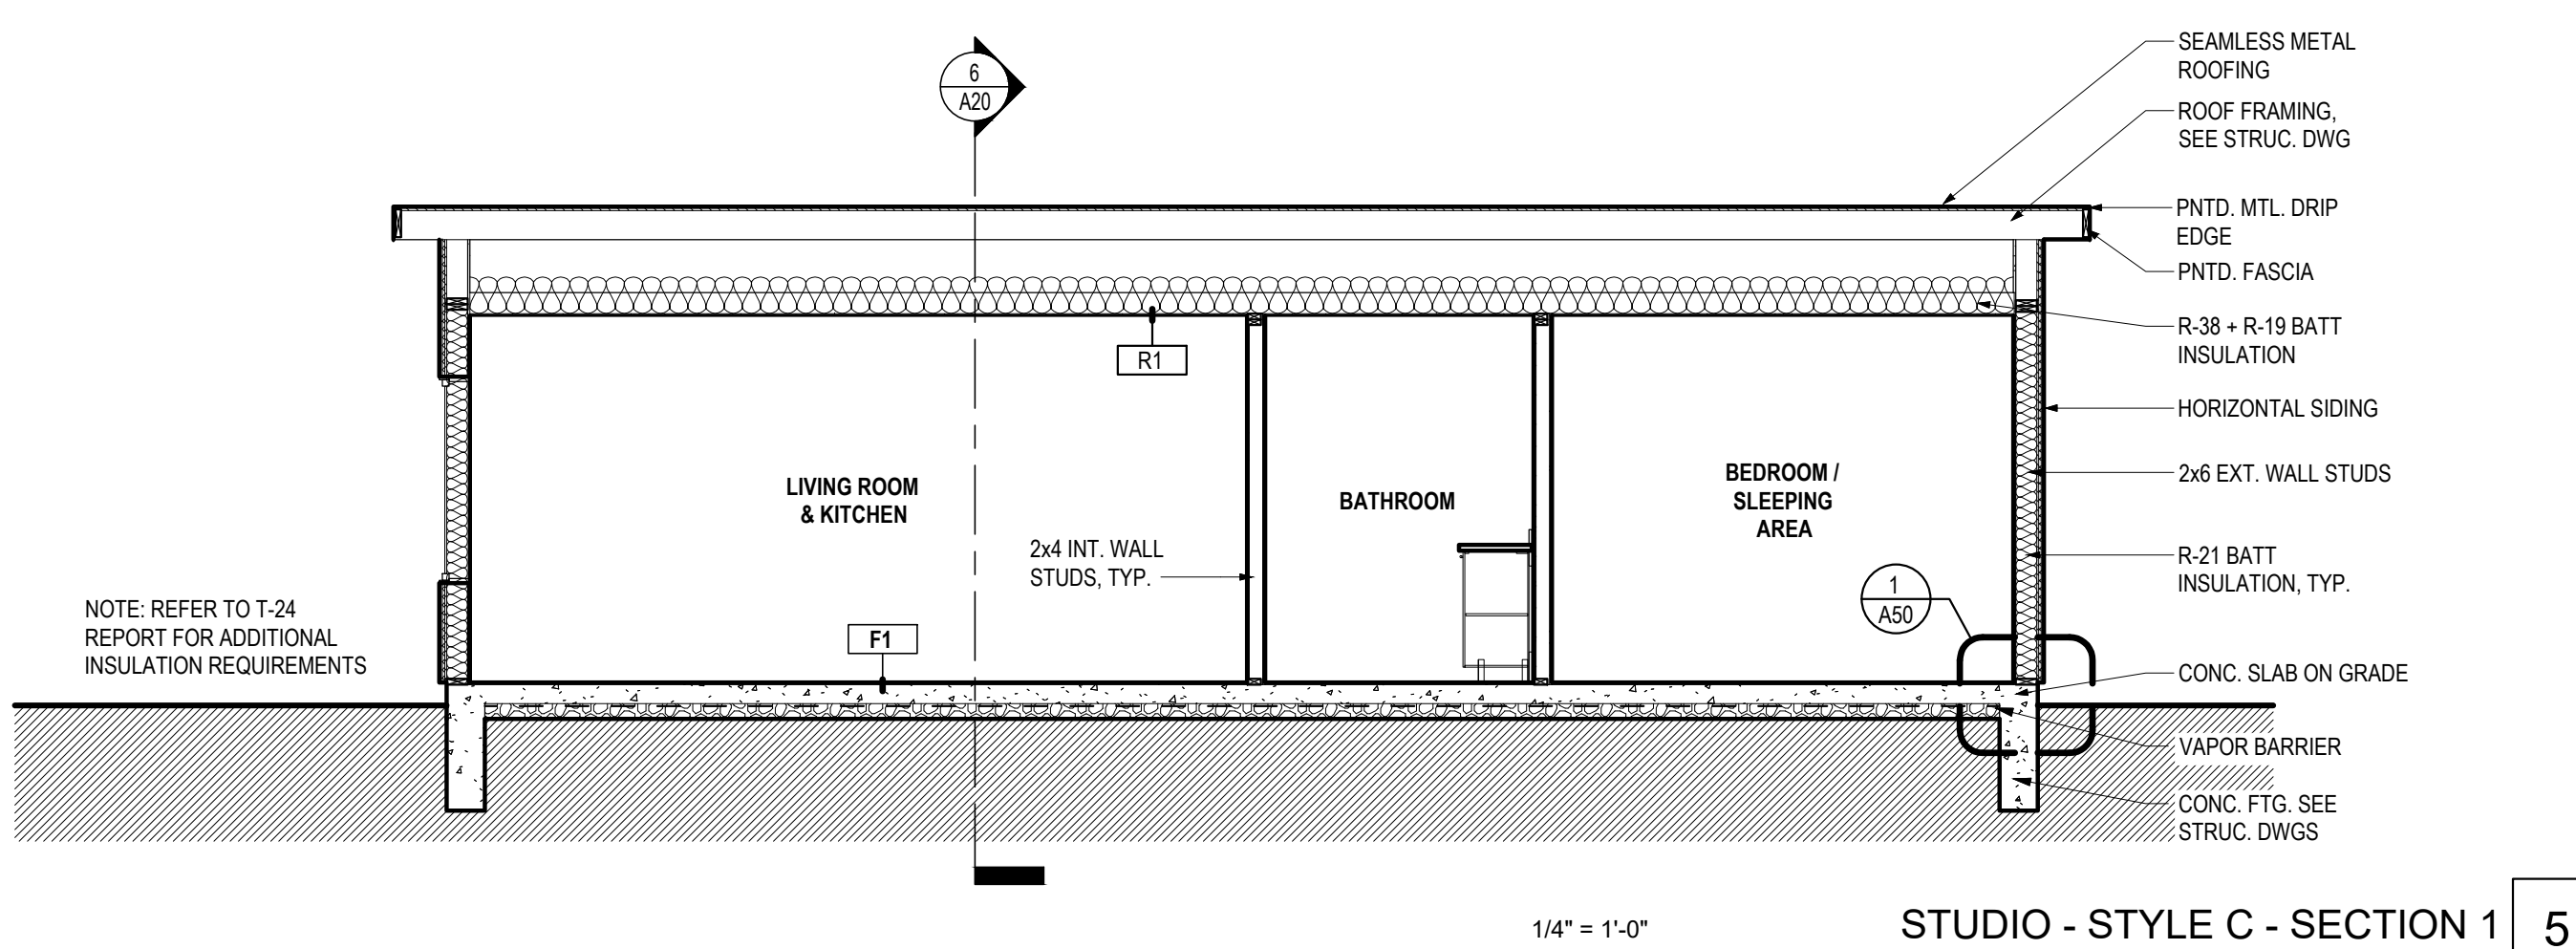 6
A20
SEAMLESS METAL
ROOFING
ROOF FRAMING,
SEE STRUC. DWG
PNTD. MTL. DRIP
EDGE
PNTD. FASCIA
R-38 + R-19 BATT
INSULATION
R1
HORIZONTAL SIDING
LIVING ROOM
& KITCHEN
BATHROOM
BEDROOM /
SLEEPING
AREA
2x6 EXT. WALL STUDS
2x4 INT. WALL
STUDS, TYP.
R-21 BATT
INSULATION, TYP.
1
A50
NOTE: REFER TO T-24
REPORT FOR ADDITIONAL
INSULATION REQUIREMENTS
F1
CONC. SLAB ON GRADE
VAPOR BARRIER
CONC. FTG. SEE
STRUC. DWGS
1/4" = 1'-0"
STUDIO - STYLE C - SECTION 1
5